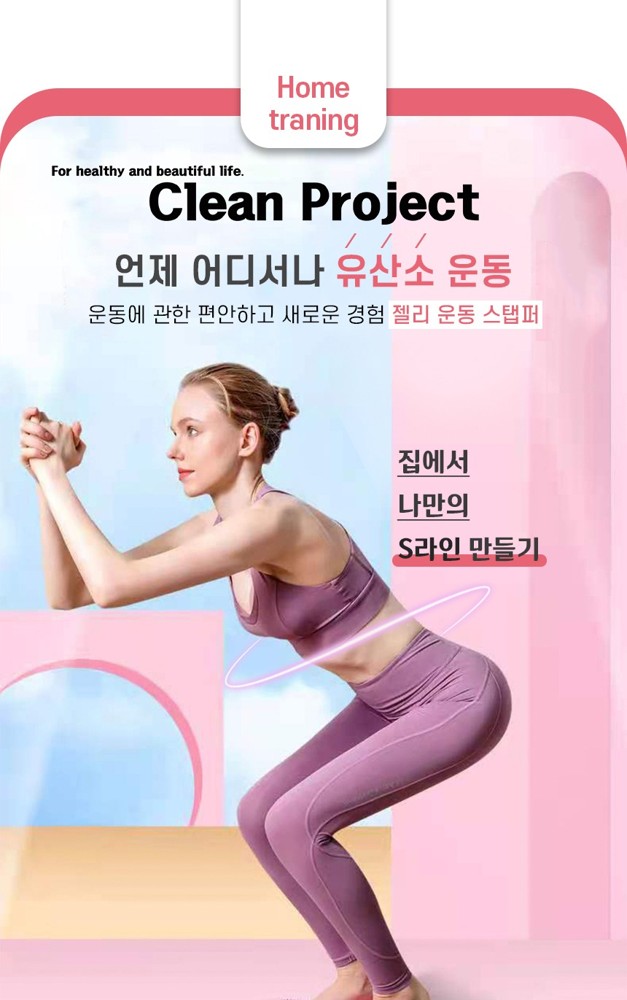 Home
traning
For healthy and beautiful life.
Clean Project
언제 어디서나 유산소 운동
운동에 관한 편안하고 새로운 경험 젤리 운동 스탭퍼
집에서
나만의
S라인 만들기